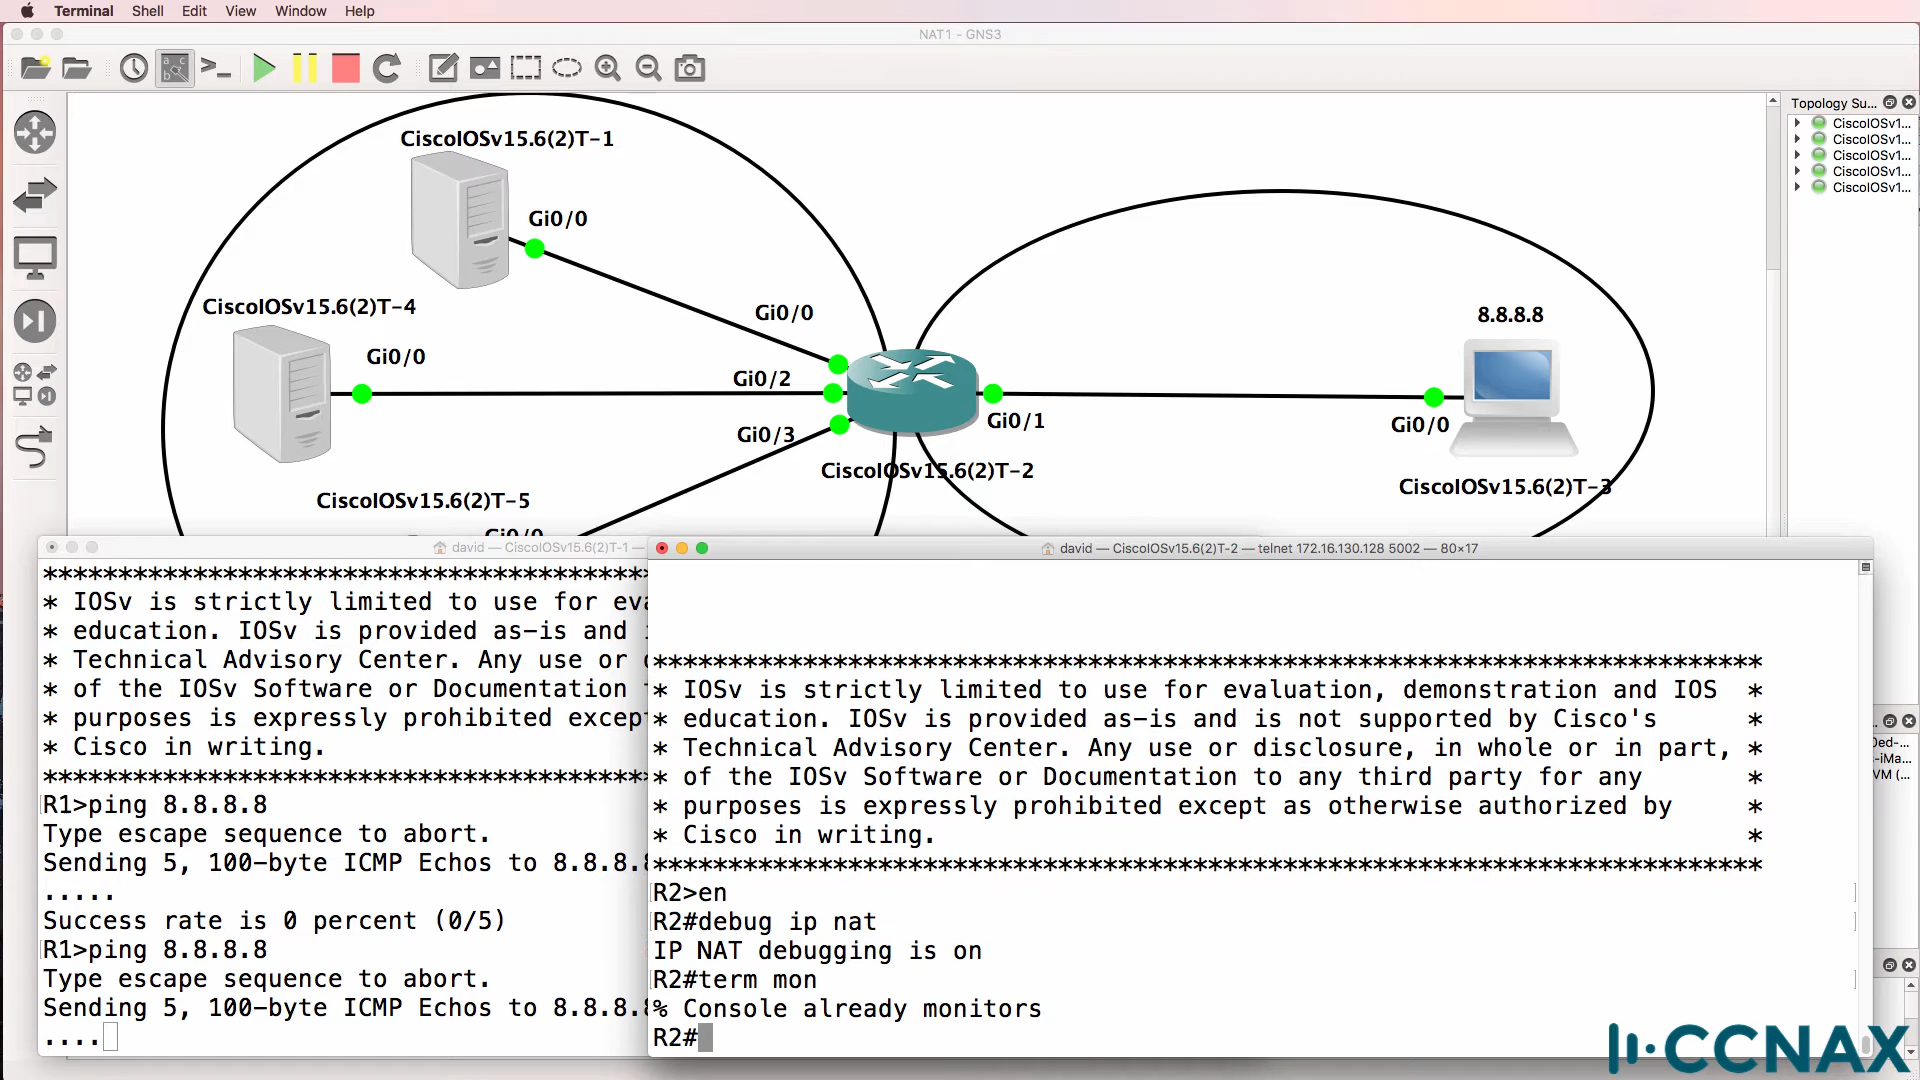 Terminal Shell Edit View Window Help
NAT1 - GNS3
Topology Su...
CiscoIOSv1...
CiscoIOSv1...
CiscoIOSv1...
CiscoIOSv1...
CiscoIOSv1...
CiscoIOSv15.6(2)T-1
Gi0/0
Gi0/0
CiscoIOSv15.6(2)T-4
Gi0/0
Gi0/2
8.8.8.8
Gi0/3
Gi0/1
Gi0/0
CiscoIOSv15.6(2)T-2
CiscoIOSv15.6(2)T-3
CiscoIOSv15.6(2)T-5
Gi0/0
david — CiscoIOSv15.6(2)T-1 —
* IOSv is strictly limited to use for eva
* education. IOSv is provided as-is and i
* Technical Advisory Center. Any use or d
* of the IOSv Software or Documentation t
* purposes is expressly prohibited except
* Cisco in writing.
*****************************************
R1>ping 8.8.8.8
Type escape sequence to abort.
Sending 5, 100-byte ICMP Echos to 8.8.8.8
.....
Success rate is 0 percent (0/5)
R1>ping 8.8.8.8
Type escape sequence to abort.
Sending 5, 100-byte ICMP Echos to 8.8.8.8
....
david — CiscoIOSv15.6(2)T-2 — telnet 172.16.130.128 5002 — 80×17
**************************************************************************
* IOSv is strictly limited to use for evaluation, demonstration and IOS  *
* education. IOSv is provided as-is and is not supported by Cisco's      *
* Technical Advisory Center. Any use or disclosure, in whole or in part, *
* of the IOSv Software or Documentation to any third party for any       *
* purposes is expressly prohibited except as otherwise authorized by     *
* Cisco in writing.                                                      *
**************************************************************************
R2>en
R2#debug ip nat
IP NAT debugging is on
R2#term mon
% Console already monitors
R2#
CCNAX